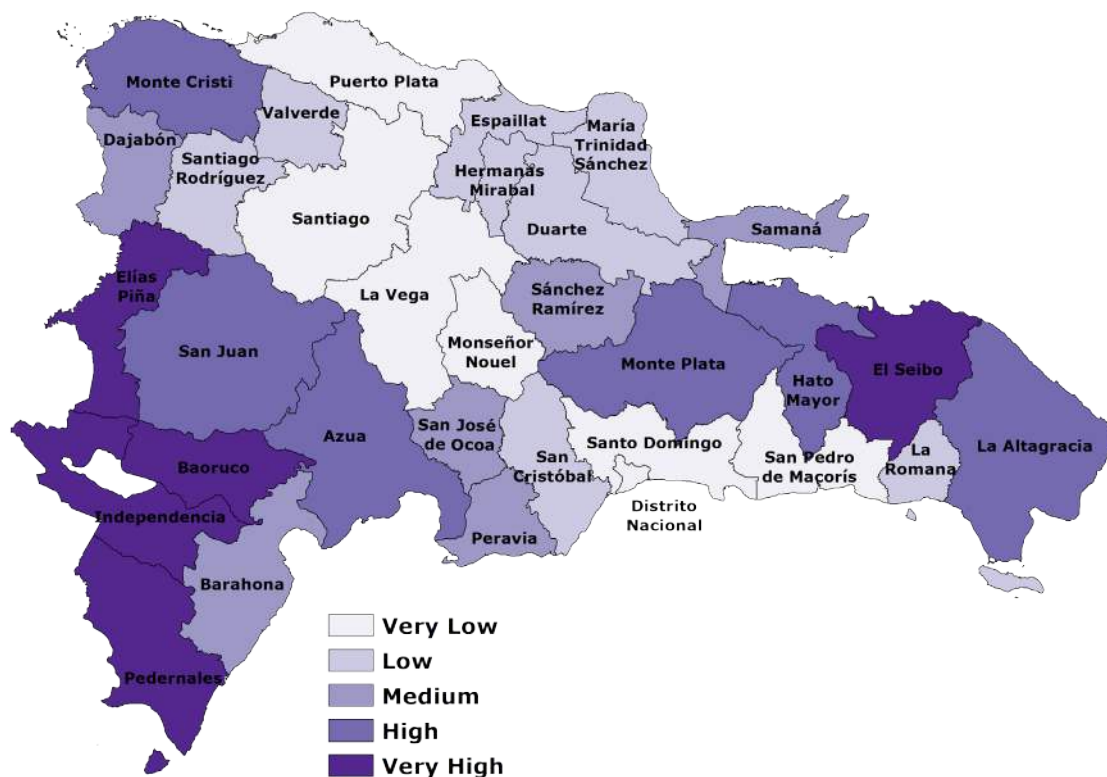 Monte Cristi
Puerto Plata
Valverde
Espaillat
María
Trinidad
Sánchez
Dajabón
Santiago
Rodríguez
Hermanas
Mirabal
Santiago
Duarte
Samaná
Elías
Piña
La Vega
Sánchez
Ramírez
San Juan
Monseñor
Nouel
Monte Plata
El Seibo
Hato
Mayor
Azua
San José
de Ocoa
Santo Domingo
La Altagracia
San
Cristóbal
San Pedro
de Maçorís
La
Romana
Baoruco
Independencia
Distrito
Nacional
Peravia
Barahona
Pedernales
Very Low
Low
Medium
High
Very High